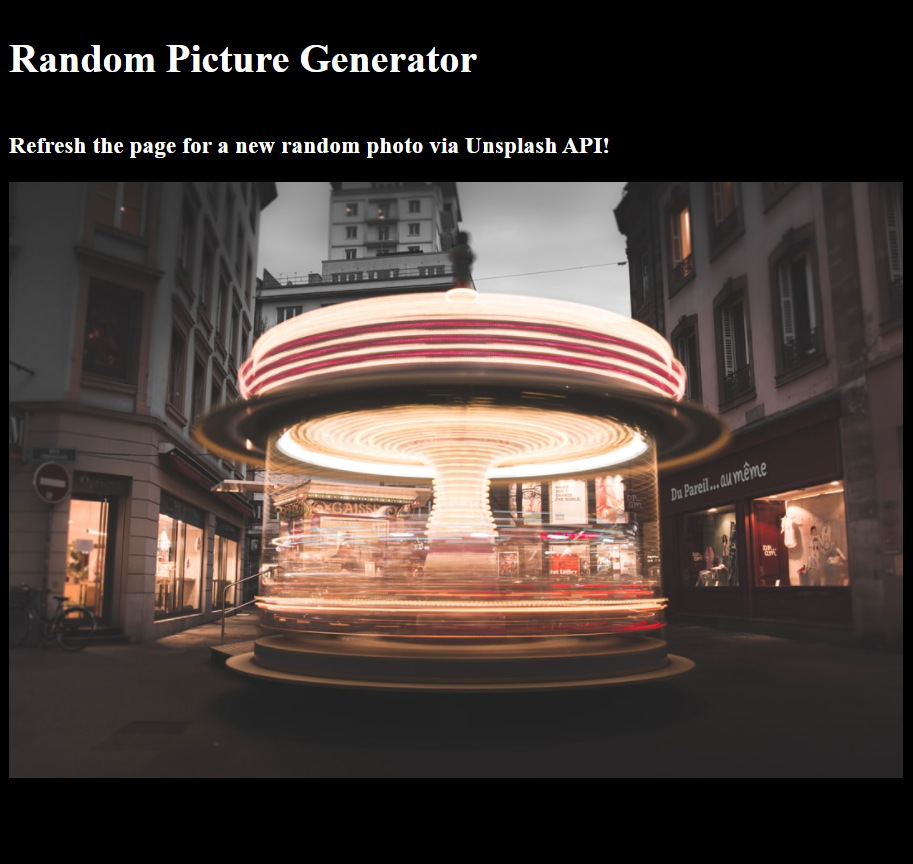 Random Picture Generator
Refresh the page for a new random photo via Unsplash API!
Du Pareil... au même